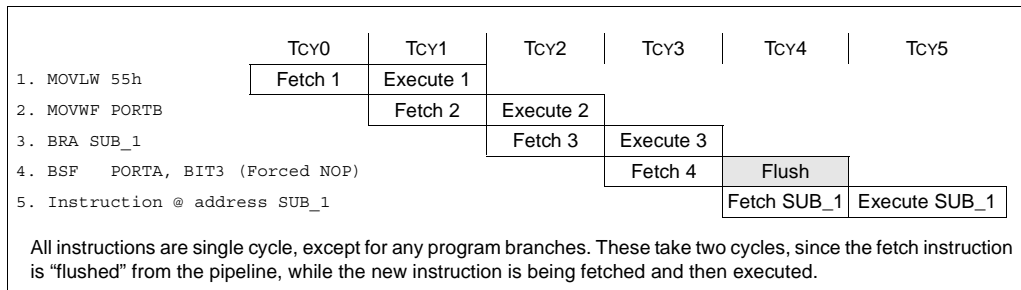 TCY0 TCY1 TCY2 TCY3 TCY4 TCY5
1. MOVLW 55h Fetch 1 Execute 1
2. MOVWF PORTB Fetch 2 Execute 2
3. BRA SUB_1 Fetch 3 Execute 3
4. BSF PORTA, BIT3 (Forced NOP) Fetch 4 Flush
5. Instruction @ address SUB_1 Fetch SUB_1 Execute SUB_1
All instructions are single cycle, except for any program branches. These take two cycles, since the fetch instruction
is “flushed” from the pipeline, while the new instruction is being fetched and then executed.